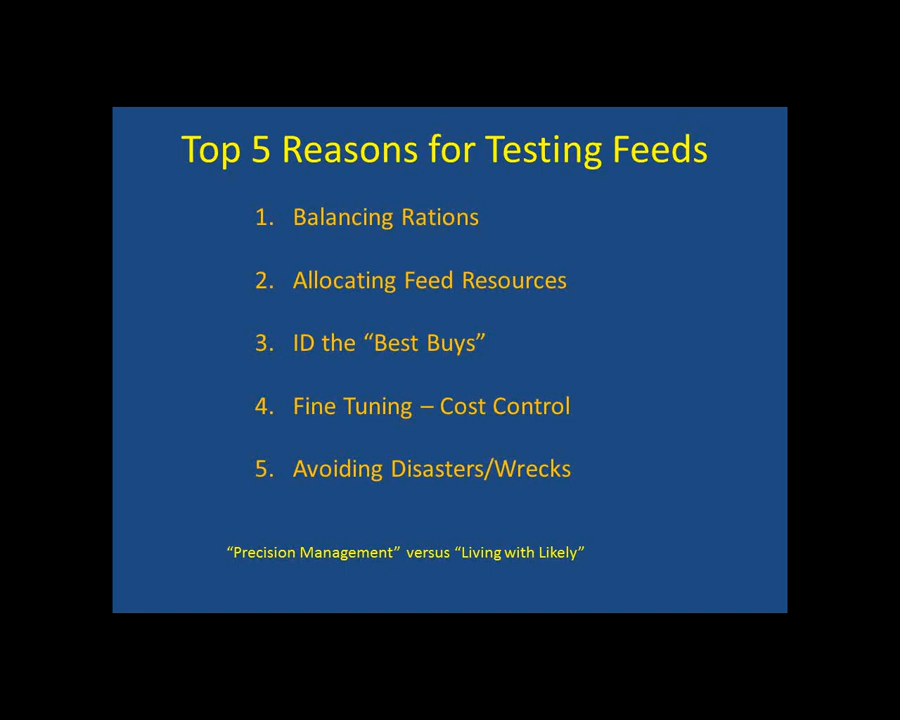 Top 5 Reasons for Testing Feeds
1. Balancing Rations
2. Allocating Feed Resources
3. ID the “Best Buys”
4. Fine Tuning – Cost Control
5. Avoiding Disasters/Wrecks
“Precision Management” versus “Living with Likely”